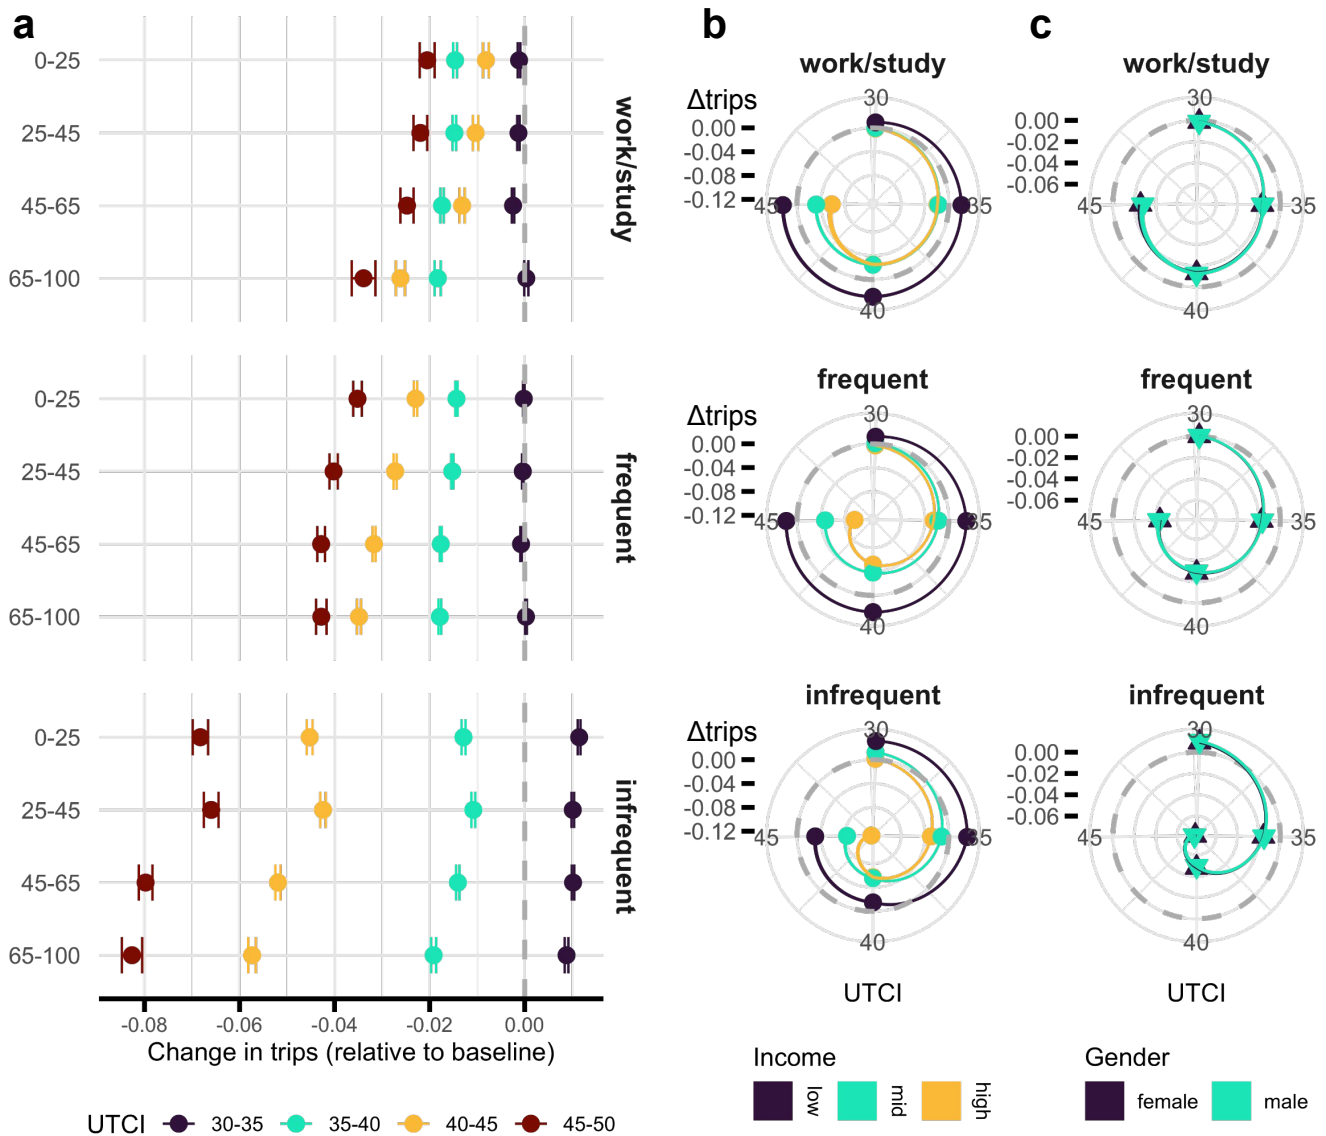 a
0-25
25-45
45-65
65-100
work/study
0-25
25-45
45-65
65-100
frequent
0-25
25-45
45-65
65-100
infrequent
-0.08
-0.06
-0.04
-0.02
0.00
Change in trips (relative to baseline)
UTCI
30-35
35-40
40-45
45-50
b
work/study
Δtrips
0.00
-0.04
-0.08
-0.12
30
35
40
45
frequent
Δtrips
0.00
-0.04
-0.08
-0.12
30
35
40
45
infrequent
Δtrips
0.00
-0.04
-0.08
-0.12
30
35
40
45
UTCI
Income
low
mid
high
c
work/study
0.00
-0.02
-0.04
-0.06
30
35
40
45
frequent
0.00
-0.02
-0.04
-0.06
30
35
40
45
infrequent
0.00
-0.02
-0.04
-0.06
30
35
40
45
UTCI
Gender
female
male